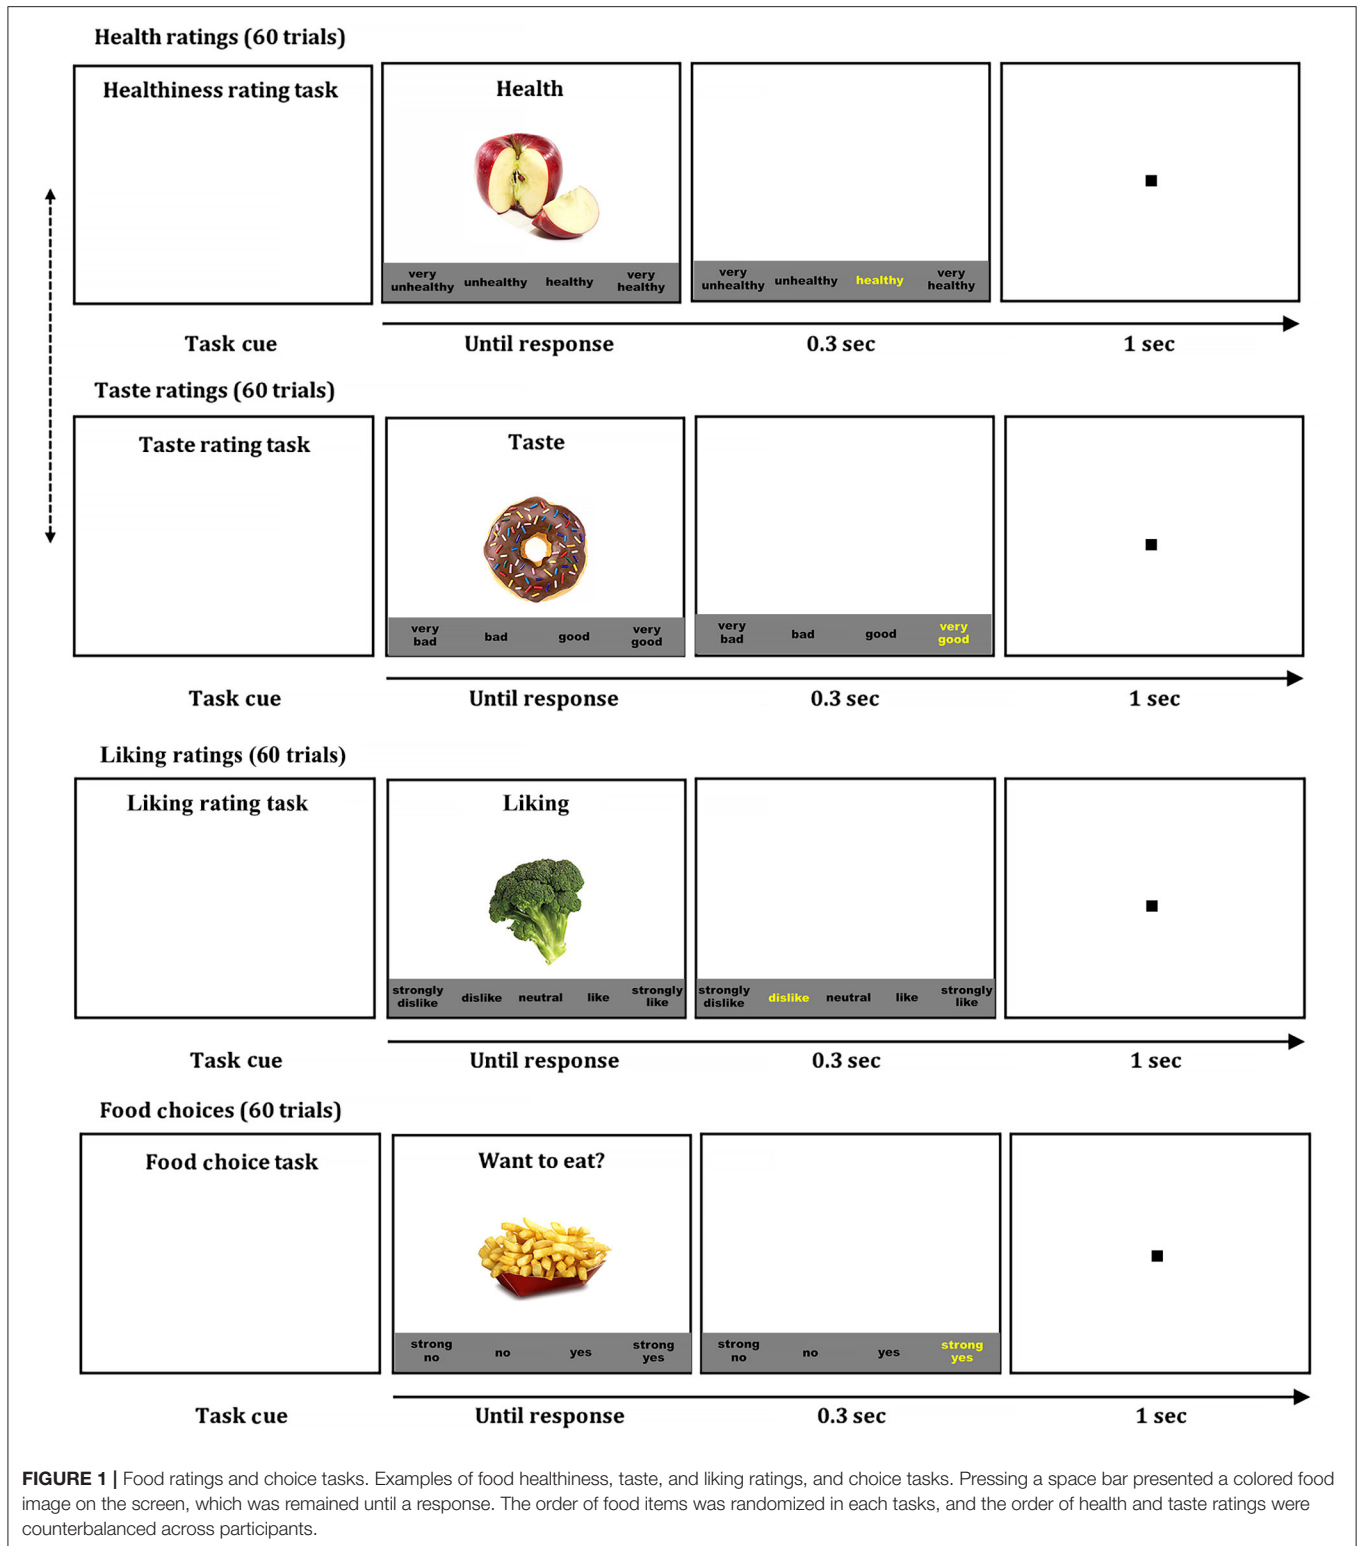 Health ratings (60 trials)
Healthiness rating task
Health
very unhealthy
unhealthy
healthy
very healthy
very unhealthy
unhealthy
healthy
very healthy
Task cue
Until response
0.3 sec
1 sec
Taste ratings (60 trials)
Taste rating task
Taste
very bad
bad
good
very good
very bad
bad
good
very good
Task cue
Until response
0.3 sec
1 sec
Liking ratings (60 trials)
Liking rating task
Liking
strongly dislike
dislike
neutral
like
strongly like
strongly dislike
dislike
neutral
like
strongly like
Task cue
Until response
0.3 sec
1 sec
Food choices (60 trials)
Food choice task
Want to eat?
strong no
no
yes
strong yes
strong no
no
yes
strong yes
Task cue
Until response
0.3 sec
1 sec
FIGURE 1 | Food ratings and choice tasks. Examples of food healthiness, taste, and liking ratings, and choice tasks. Pressing a space bar presented a colored food
image on the screen, which was remained until a response. The order of food items was randomized in each tasks, and the order of health and taste ratings were
counterbalanced across participants.